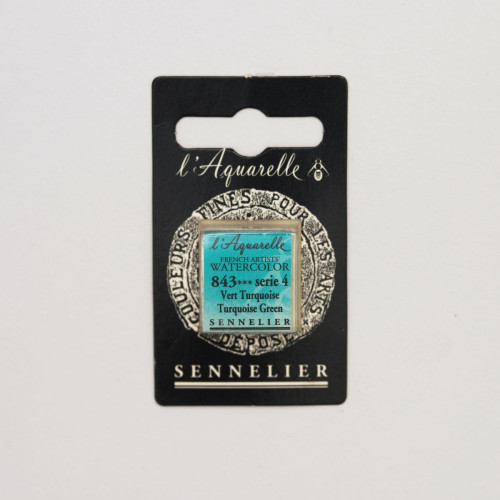 l'Aquarelle
COULEURS FINES POUR LES ARTS
l'Aquarelle
FRENCH ARTISTS'
WATERCOLOR
843*** serie 4
Vert Turquoise
Turquoise Green
SENNELIER
DÉPOSÉ
SENNELIER